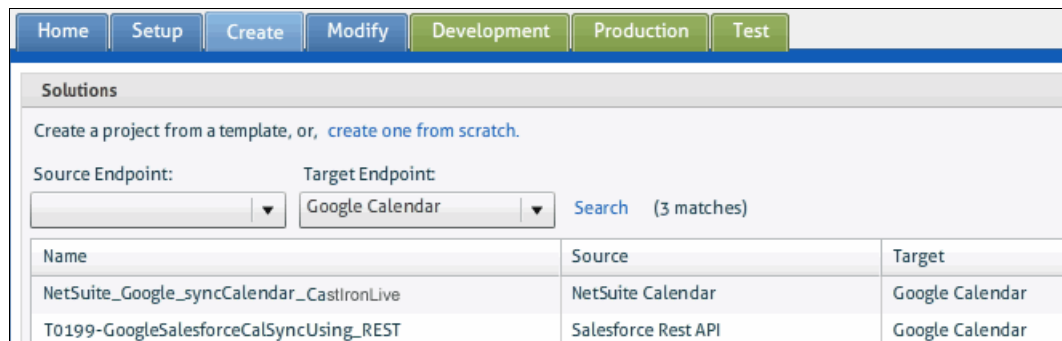 Home Setup Create Modify Development Production Test
Solutions
Create a project from a template, or, create one from scratch.
Source Endpoint: Target Endpoint:
Google Calendar Search (3 matches)
Name Source Target
NetSuite_Google_syncCalendar_CastIronLive NetSuite Calendar Google Calendar
T0199-GoogleSalesforceCalSyncUsing_REST Salesforce Rest API Google Calendar